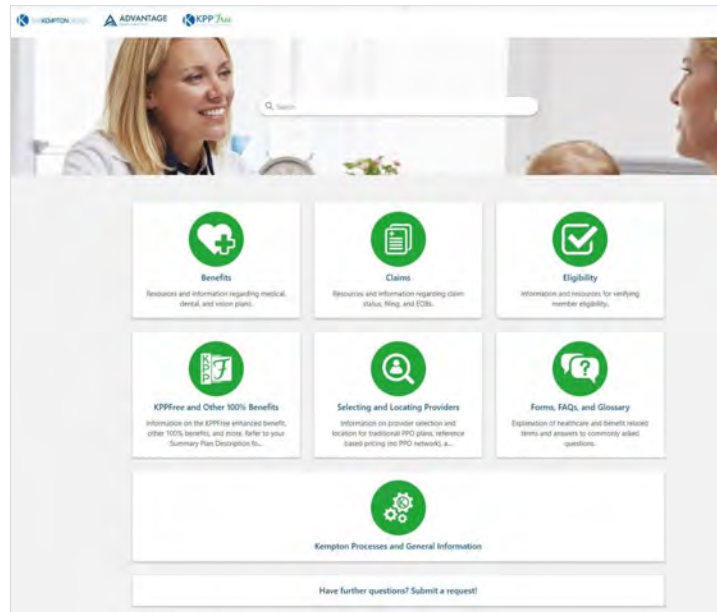 THE KEMPTON GROUP
ADVANTAGE
KPP Free
Search
Benefits
Resources and information regarding medical,
dental, and vision plans.
Claims
Resources and information regarding claim
status, filing, and EOBs.
Eligibility
Information and resources for verifying
member eligibility.
KPP F
KPPFree and Other 100% Benefits
Information on the KPPFree enhanced benefit,
other 100% benefits, and more. Refer to your
Summary Plan Description fo...
Selecting and Locating Providers
Information on provider selection and
location for traditional PPO plans, reference
based pricing (no PPO network), a...
Forms, FAQs, and Glossary
Explanation of healthcare and benefit related
terms and answers to commonly asked
questions.
Kempton Processes and General Information
Have further questions? Submit a request!